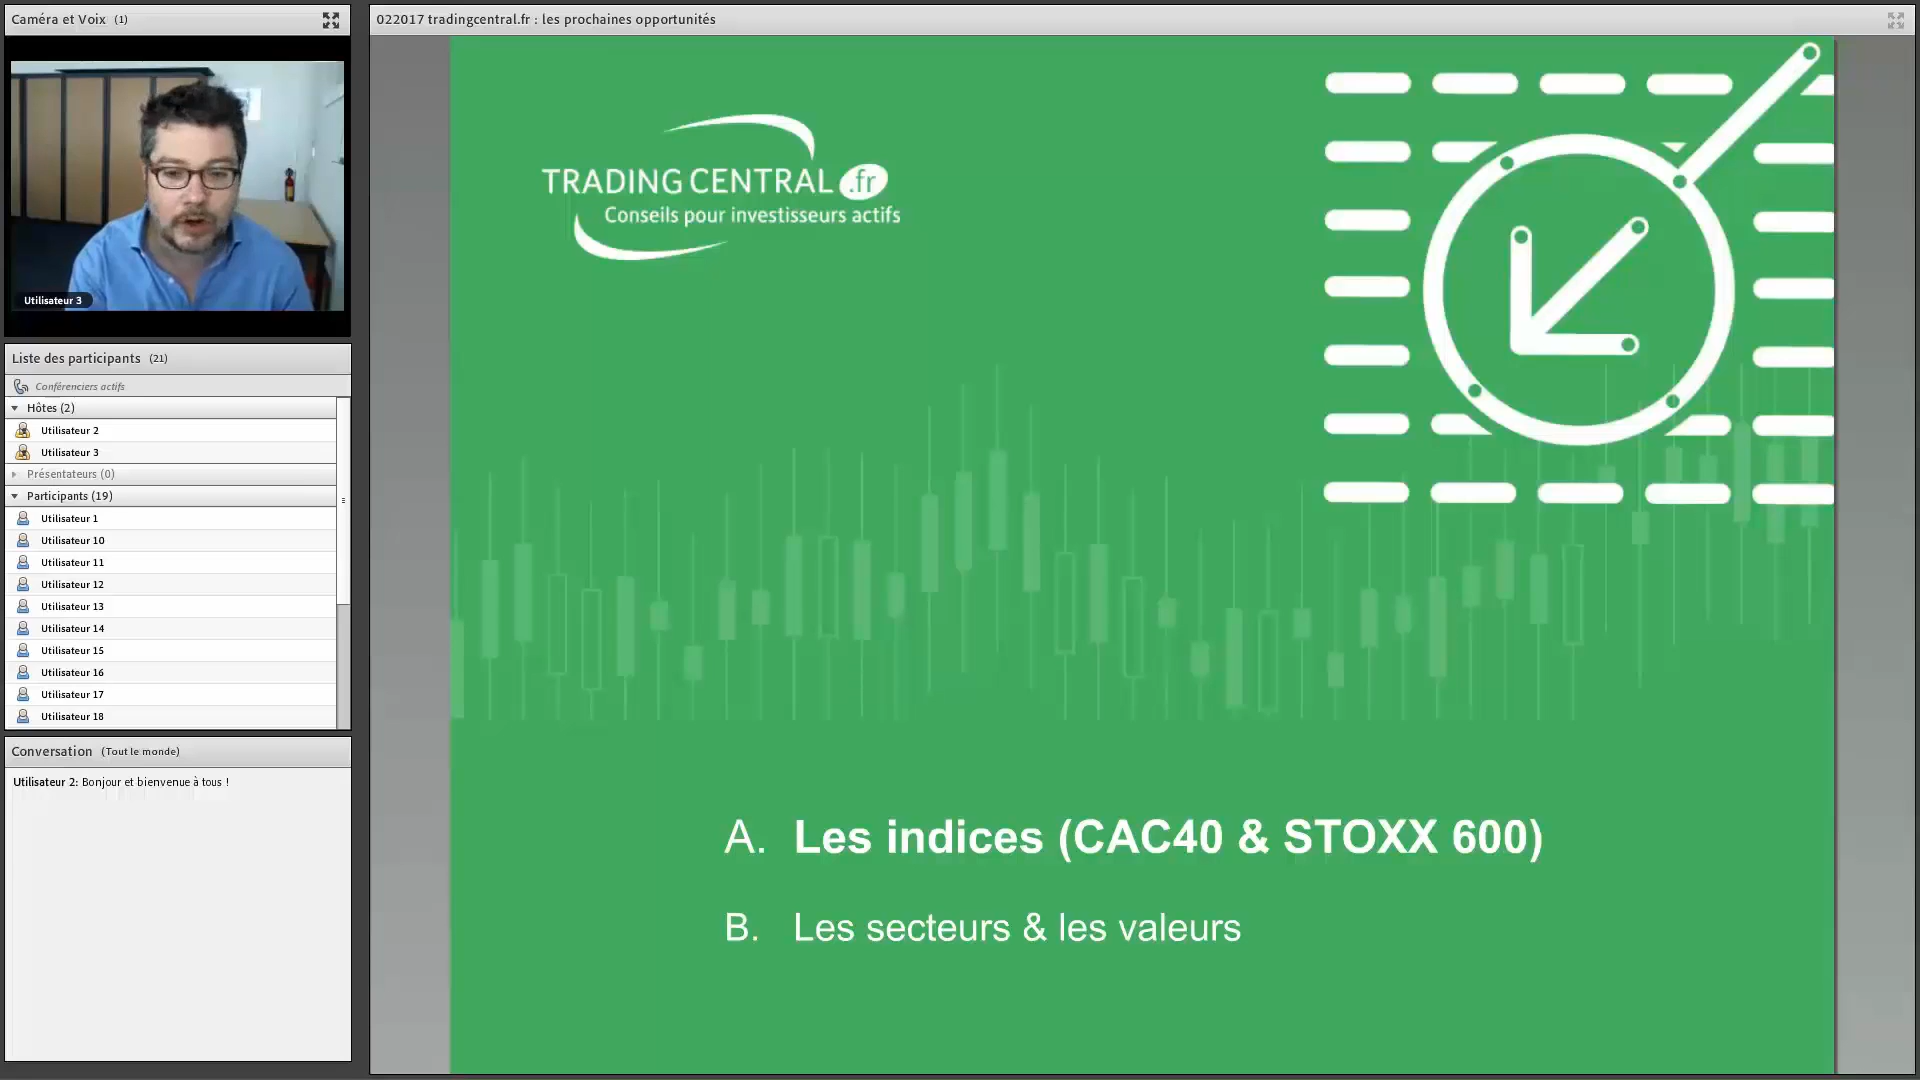 Caméra et Voix (1)
Utilisateur 3
Liste des participants (21)
Conférenciers actifs
Hôtes (2)
Utilisateur 2
Utilisateur 3
Présentateurs (0)
Participants (19)
Utilisateur 1
Utilisateur 10
Utilisateur 11
Utilisateur 12
Utilisateur 13
Utilisateur 14
Utilisateur 15
Utilisateur 16
Utilisateur 17
Utilisateur 18
Conversation (Tout le monde)
Utilisateur 2: Bonjour et bienvenue à tous !
022017 tradingcentral.fr : les prochaines opportunités
TRADING CENTRAL .fr
Conseils pour investisseurs actifs
A. Les indices (CAC40 & STOXX 600)
B. Les secteurs & les valeurs